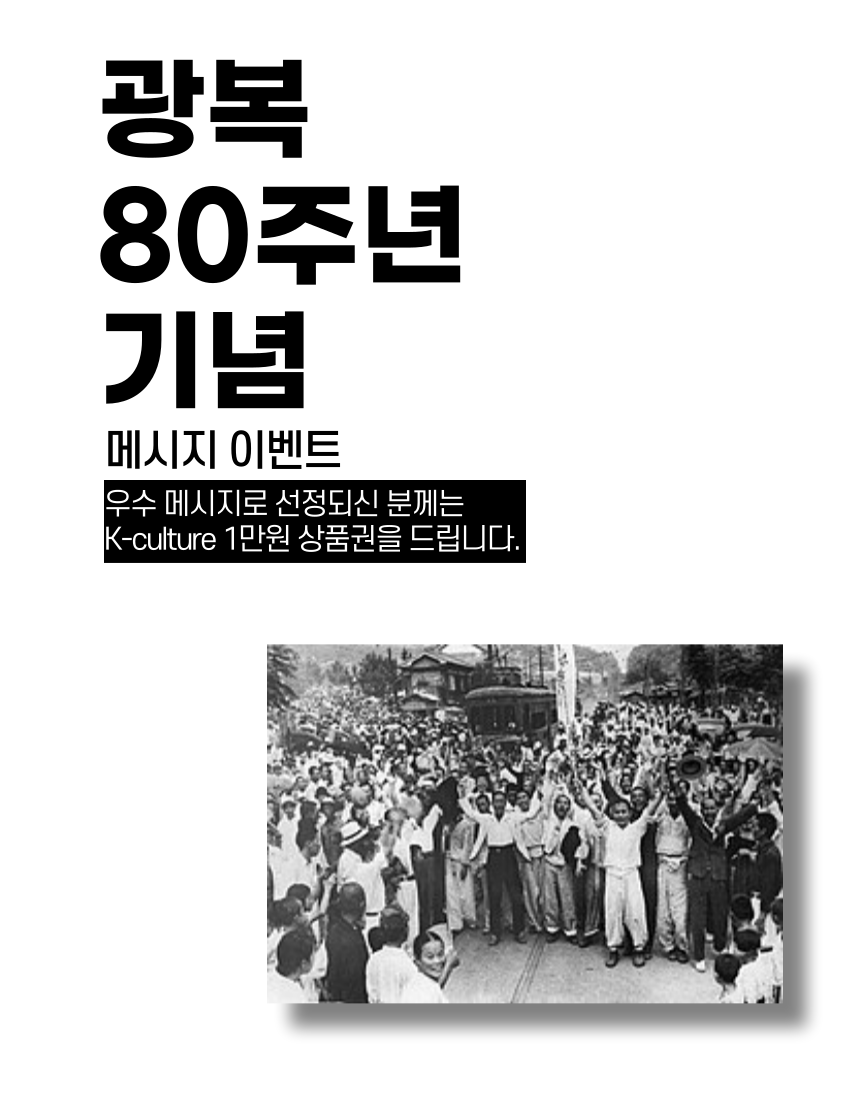 광복
80주년
기념
메시지 이벤트
우수 메시지로 선정되신 분께는
K-culture 1만원 상품권을 드립니다.